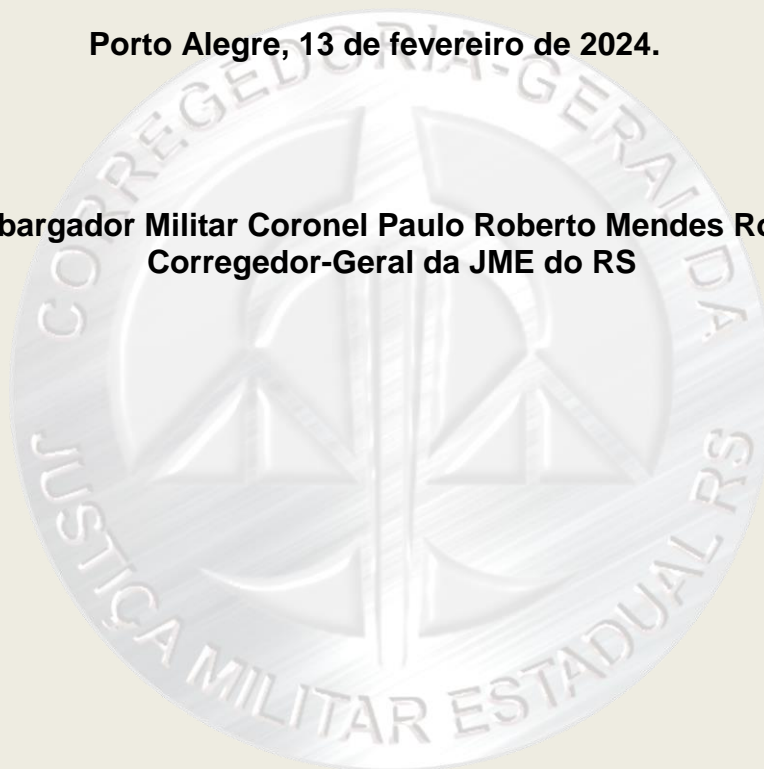 Porto Alegre, 13 de fevereiro de 2024.
bargador Militar Coronel Paulo Roberto Mendes Ro
Corregedor-Geral da JME do RS
CORREGEDORIA-GERAL DA
JUSTIÇA MILITAR ESTADUAL RS